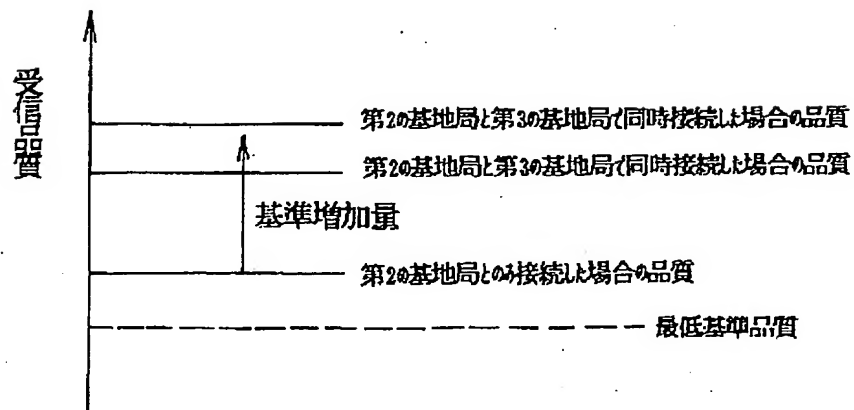 受信品質
第2の基地局と第3の基地局で同時接続した場合の品質
第2の基地局と第3の基地局で同時接続した場合の品質
基準増加量
第2の基地局とのみ接続した場合の品質
最低基準品質